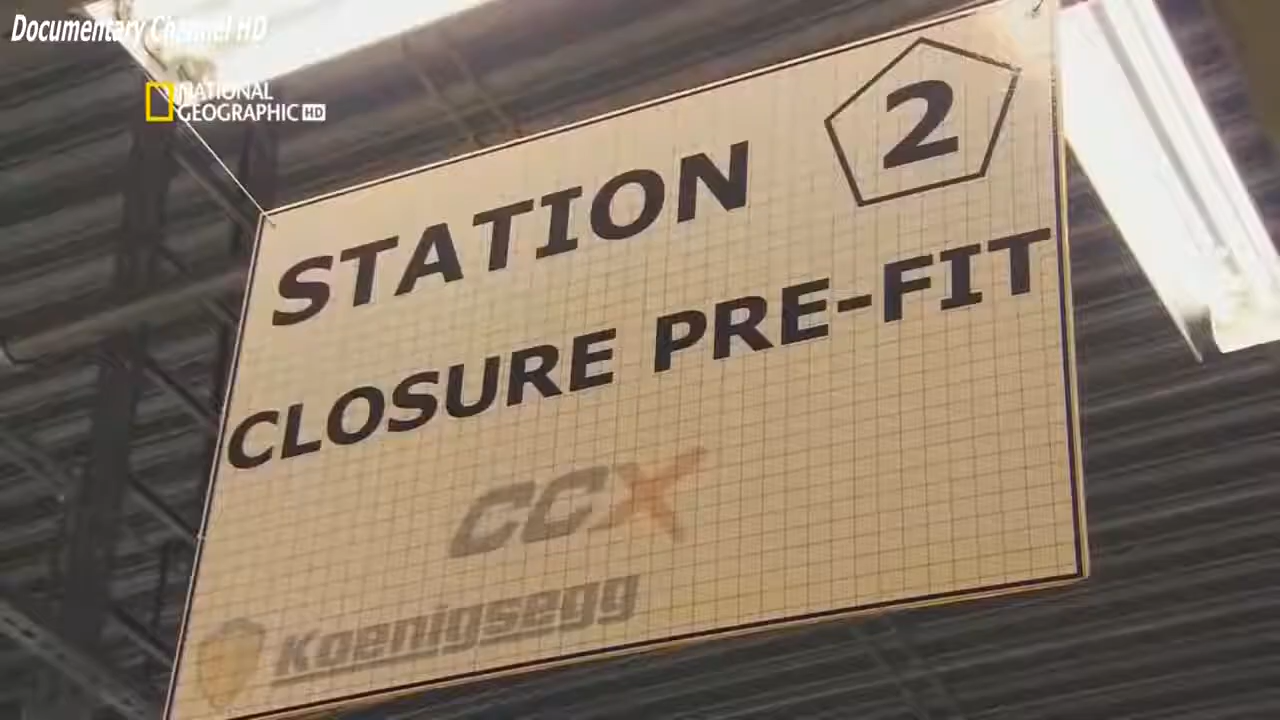 Documentary Channel HD
NATIONAL
GEOGRAPHIC HD
STATION 2
CLOSURE PRE-FIT
CCX
Koenigsegg